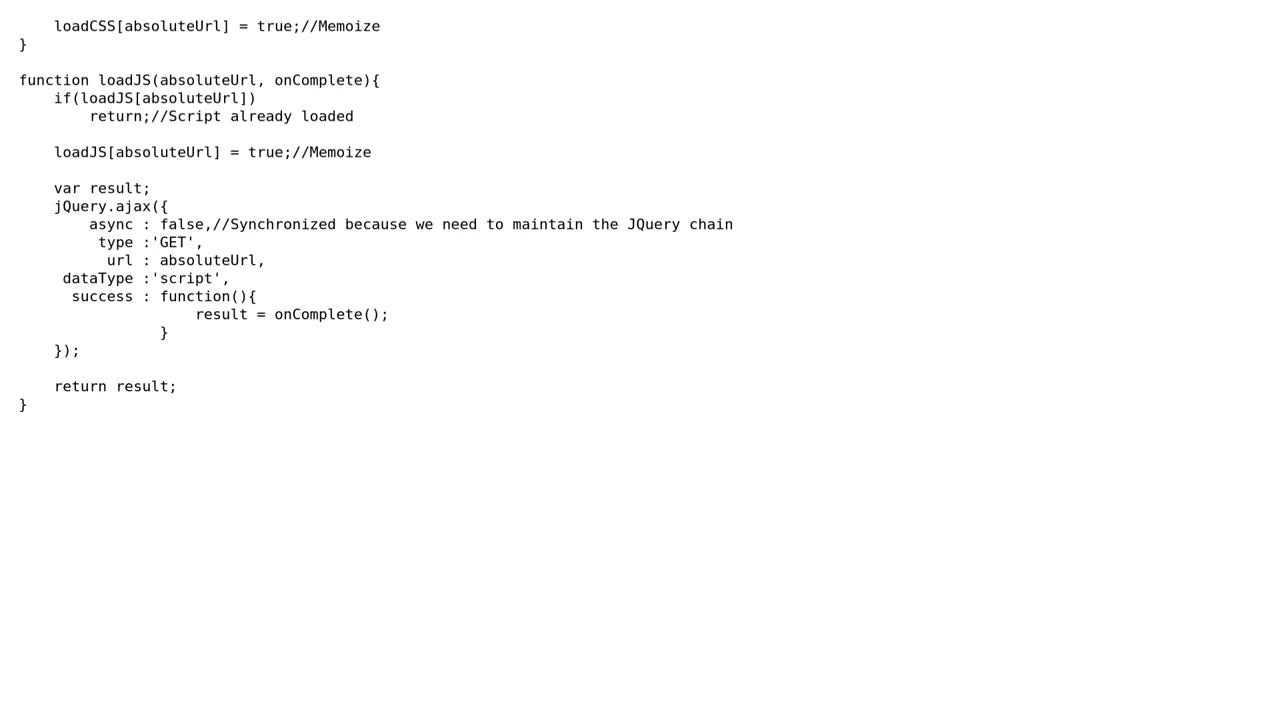 loadCSS[absoluteUrl] = true;//Memoize
}

function loadJS(absoluteUrl, onComplete){
    if(loadJS[absoluteUrl])
        return;//Script already loaded

    loadJS[absoluteUrl] = true;//Memoize

    var result;
    jQuery.ajax({
        async : false,//Synchronized because we need to maintain the JQuery chain
         type :'GET',
          url : absoluteUrl,
     dataType :'script',
      success : function(){
                    result = onComplete();
                }
    });

    return result;
}